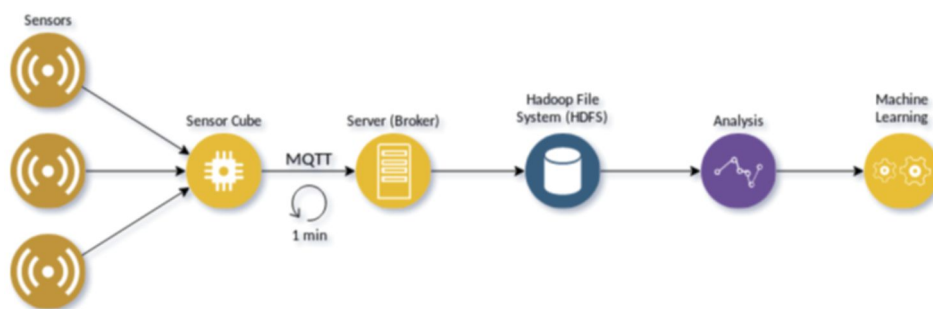 Sensors
Sensor Cube
MQTT
1 min
Server (Broker)
Hadoop File
System (HDFS)
Analysis
Machine
Learning